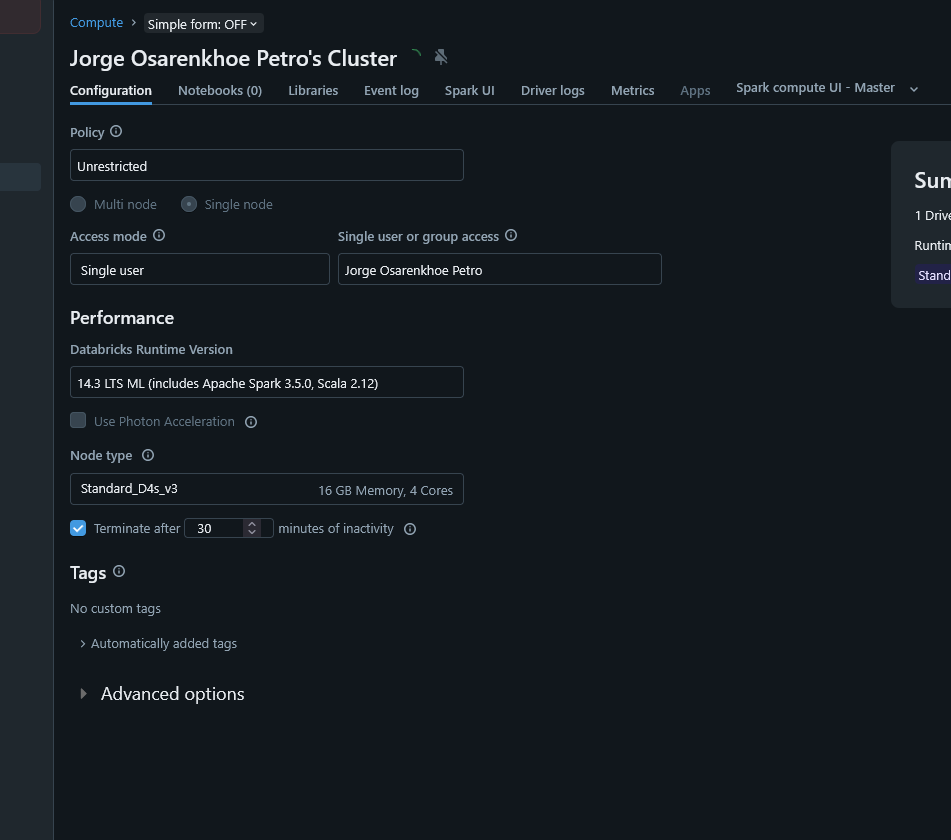 Compute > Simple form: OFF
Jorge Osarenkhoe Petro's Cluster
Configuration Notebooks (0) Libraries Event log Spark UI Driver logs Metrics Apps Spark compute UI - Master
Policy
Unrestricted
Multi node Single node
Access mode Single user or group access
Single user Jorge Osarenkhoe Petro
Performance
Databricks Runtime Version
14.3 LTS ML (includes Apache Spark 3.5.0, Scala 2.12)
Use Photon Acceleration
Node type
Standard_D4s_v3 16 GB Memory, 4 Cores
Terminate after 30 minutes of inactivity
Tags
No custom tags
Automatically added tags
Advanced options
Sum
1 Drive
Runtim
Stand